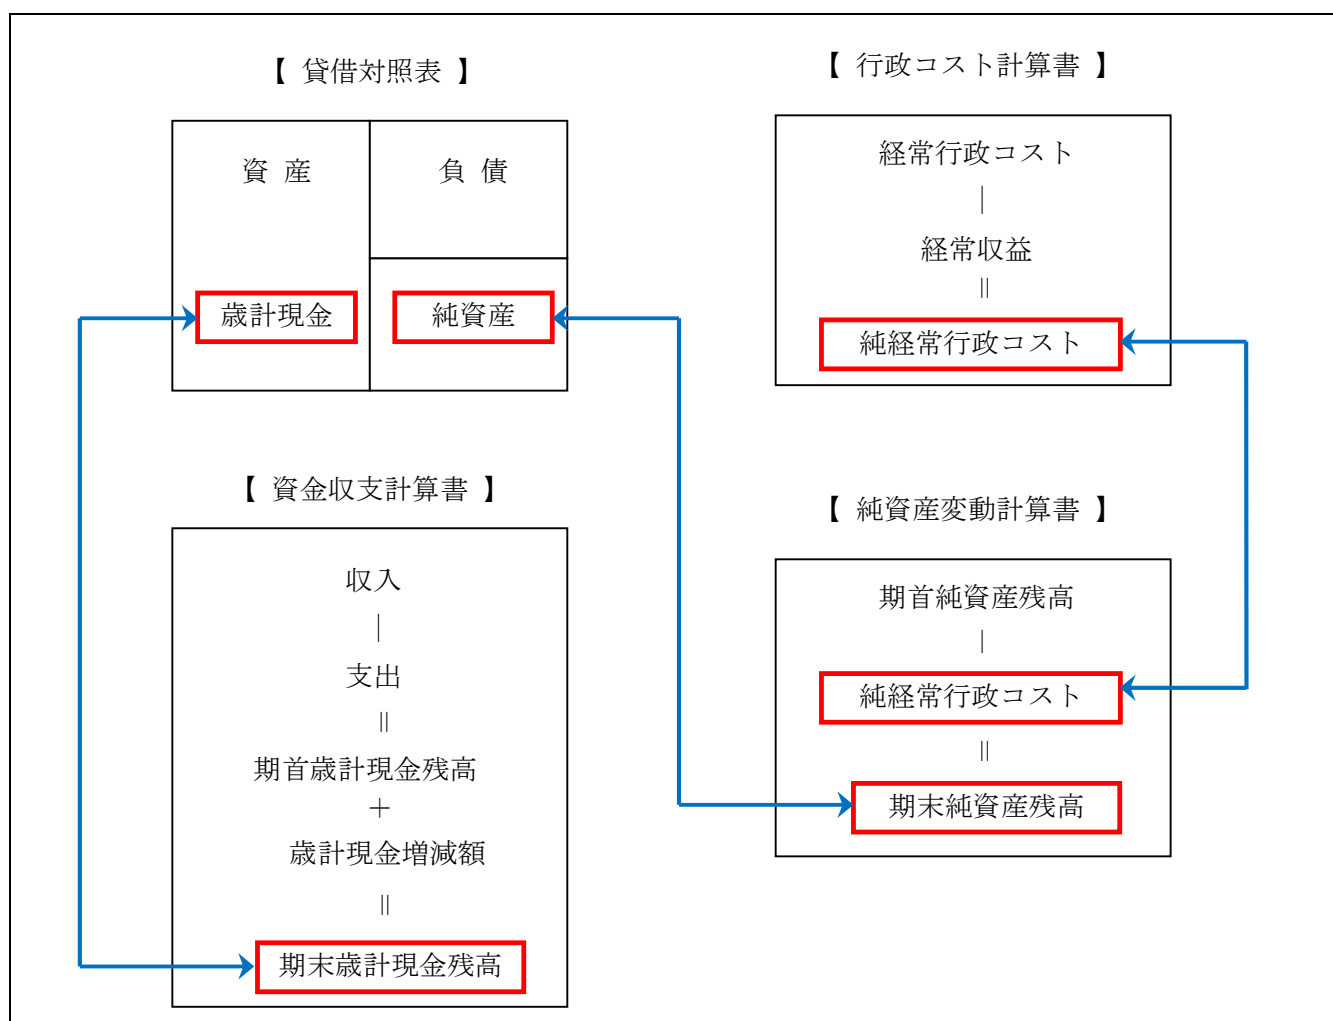 【 貸借対照表 】
資 産
負 債
歳計現金
純資産
【 行政コスト計算書 】
経常行政コスト
｜
経常収益
||
純経常行政コスト
【 資金収支計算書 】
収入
｜
支出
||
期首歳計現金残高
＋
歳計現金増減額
||
期末歳計現金残高
【 純資産変動計算書 】
期首純資産残高
｜
純経常行政コスト
||
期末純資産残高